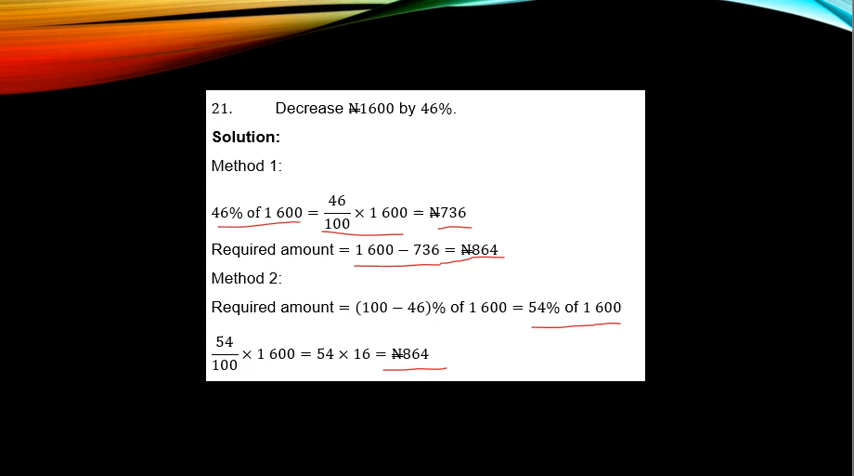 21. Decrease ₦1600 by 46%.
Solution:
Method 1:
46% of 1 600 = 46/100 × 1 600 = ₦736
Required amount = 1 600 − 736 = ₦864
Method 2:
Required amount = (100 − 46)% of 1 600 = 54% of 1 600
54/100 × 1 600 = 54 × 16 = ₦864